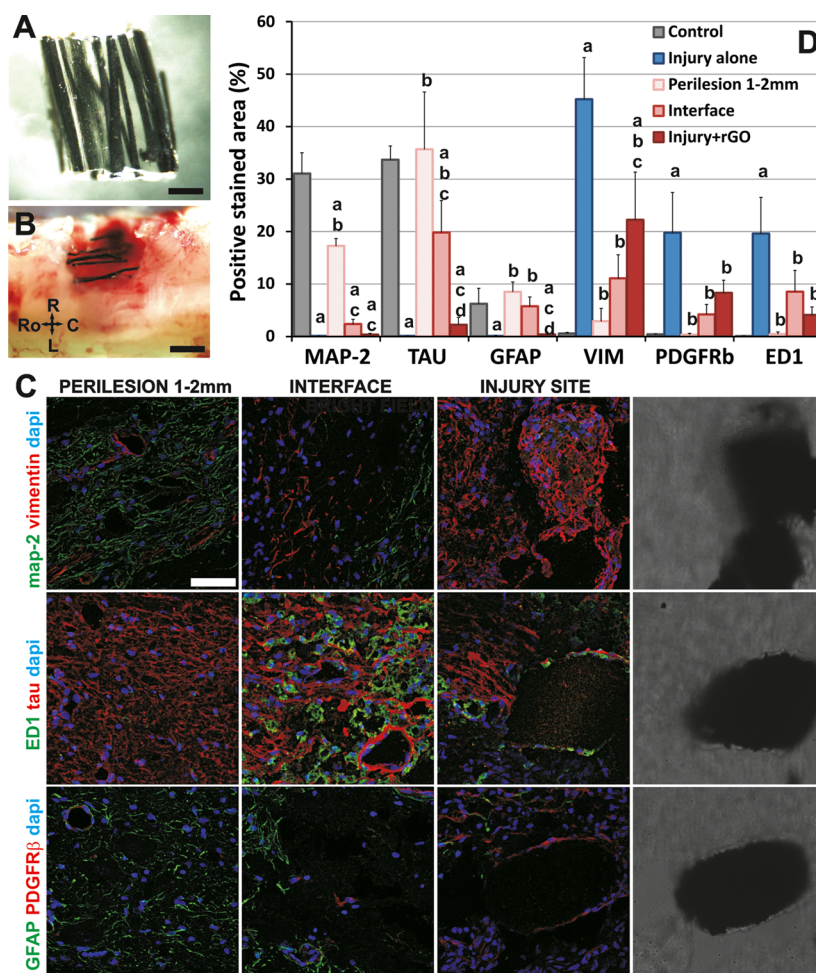 A
B
R
Ro C
L
D
Positive stained area (%)
60
50
40
30
20
10
0
Control
Injury alone
Perilesion 1-2mm
Interface
Injury+rGO
a
b
a
a
c
a
c
a
b
a
b
c
a
c
d
a
b
b
a
c
d
a
b
b
a
b
c
a
b
b
a
b
b
b
MAP-2 TAU GFAP VIM PDGFRb ED1
C
PERILESION 1-2mm INTERFACE INJURY SITE
map-2 vimentin dapi
ED1 tau dapi
GFAP PDGFRβ dapi